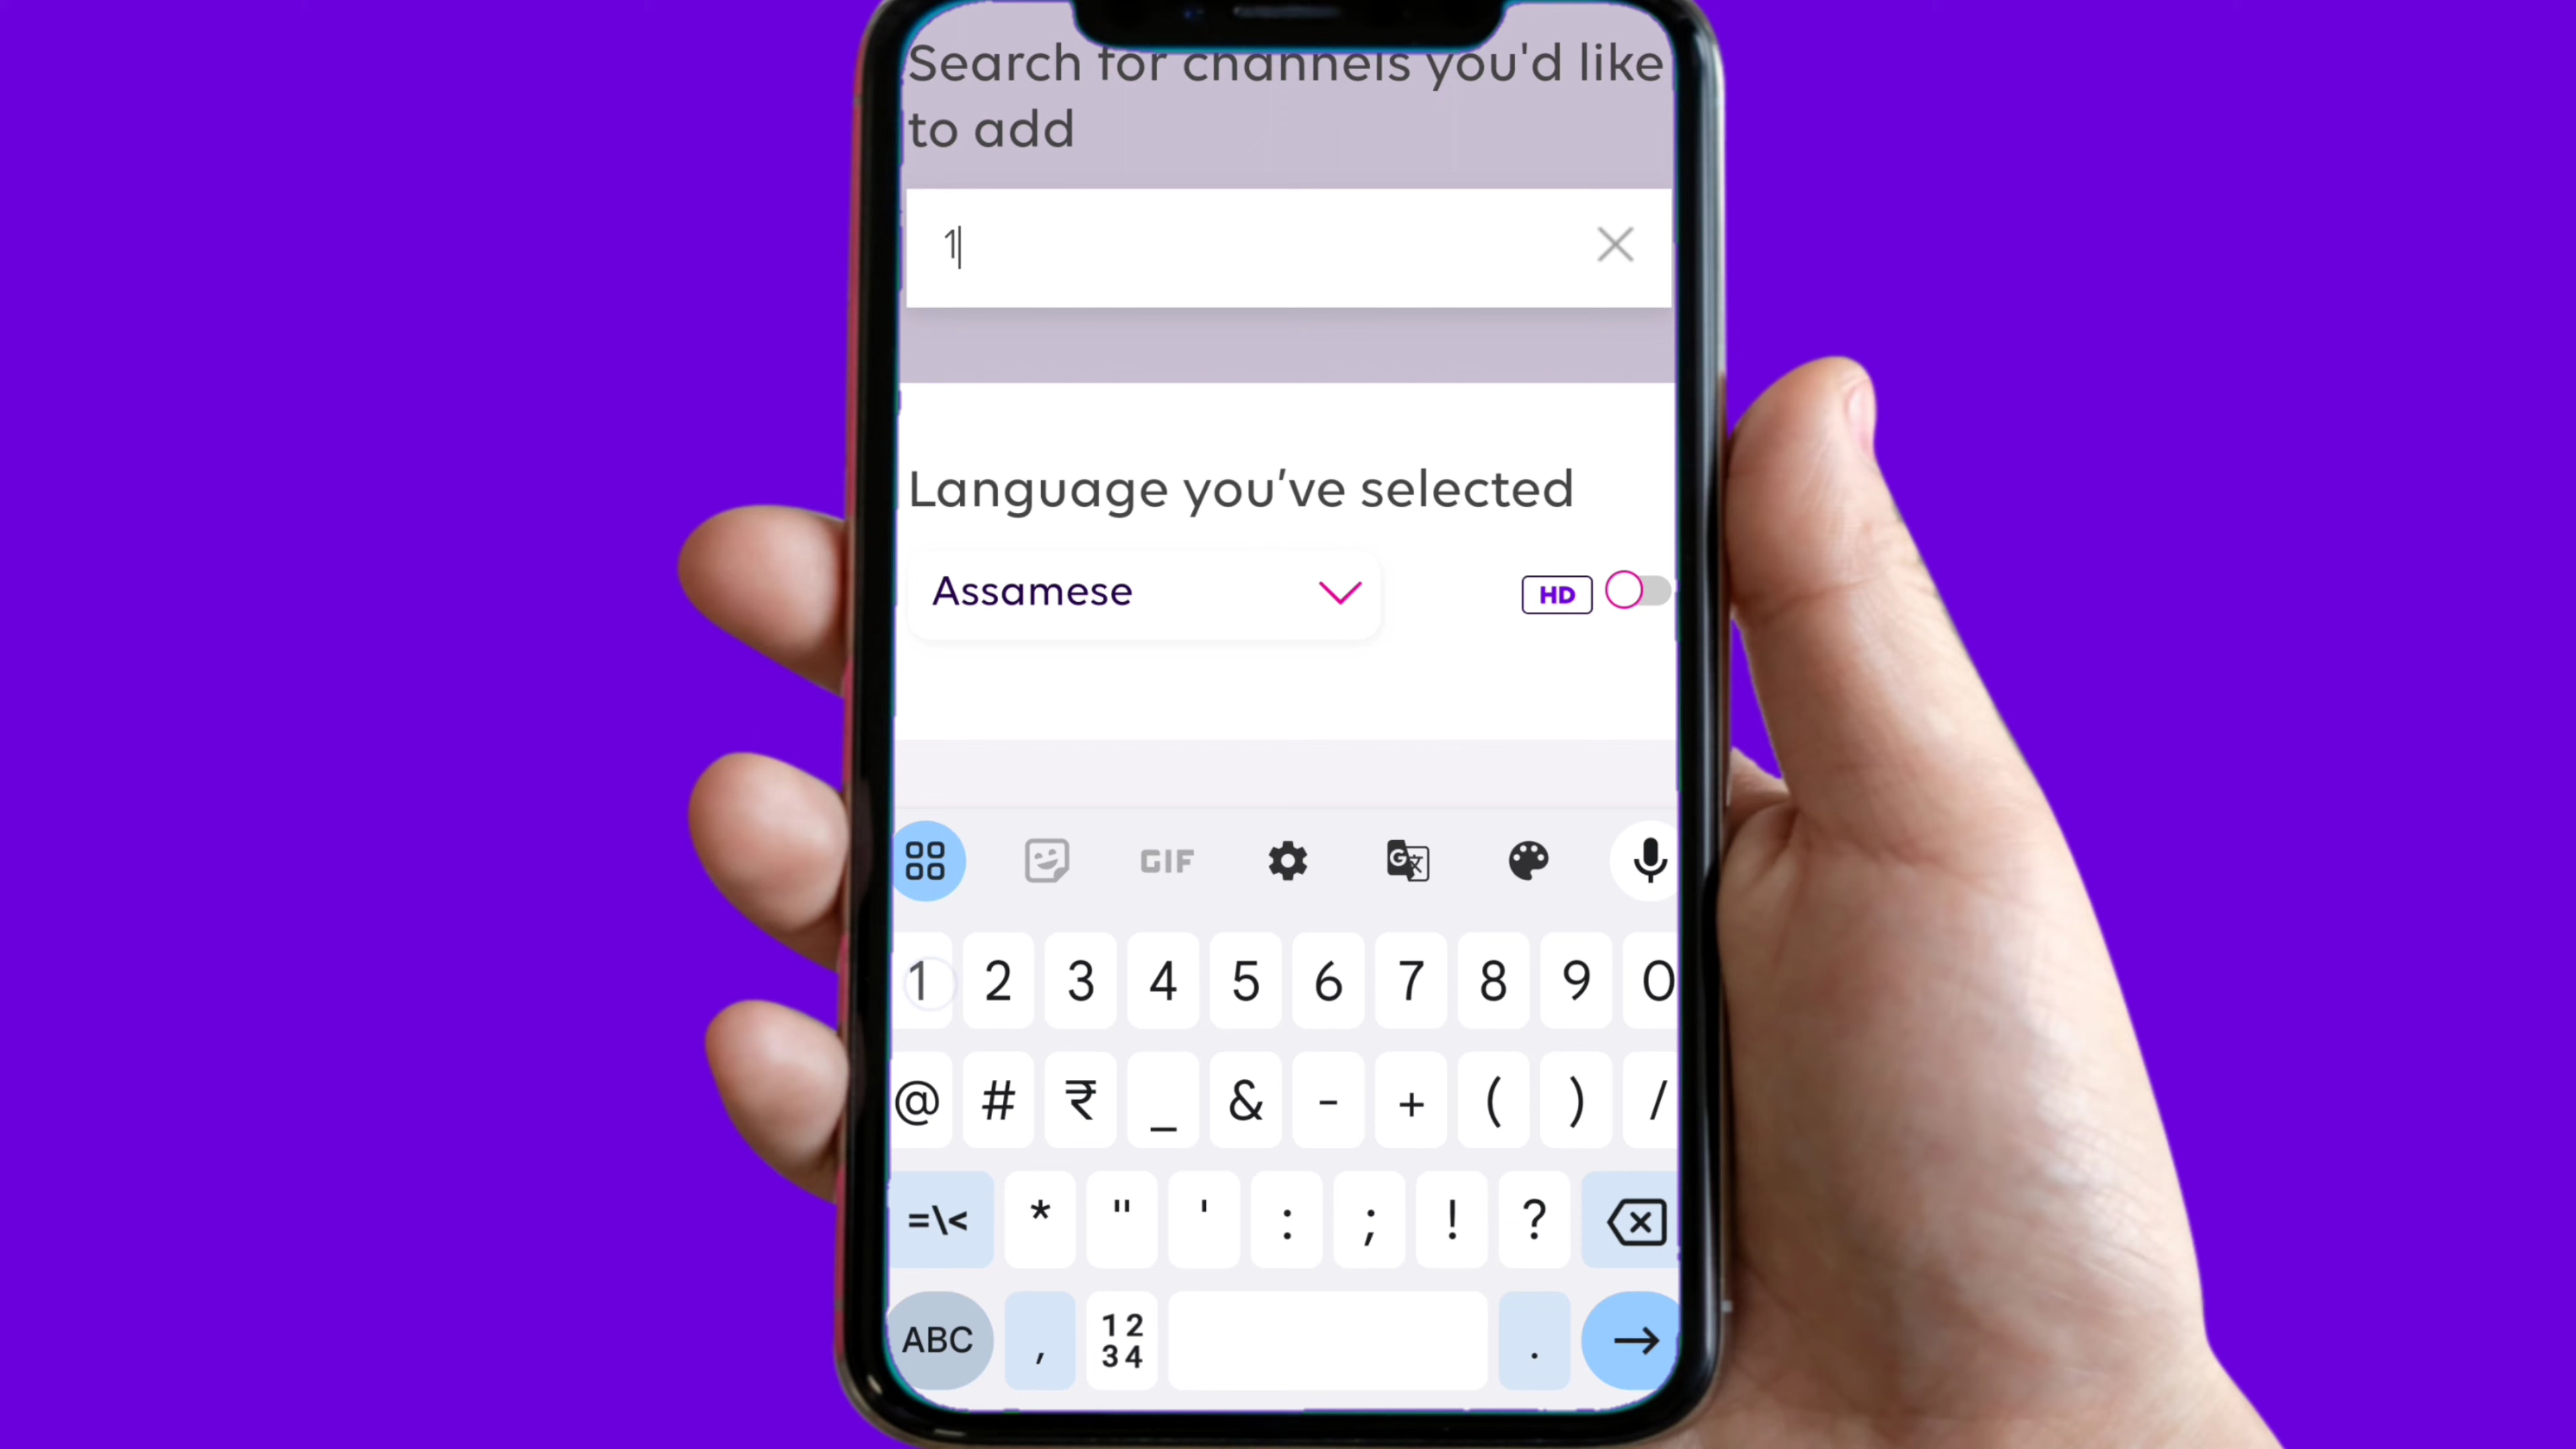 Search for channels you'd like
to add
1
Language you've selected
Assamese
HD
GIF
G
1 2 3 4 5 6 7 8 9 0
@ # ₹ _ & - + ( ) /
=\< * " ' : ; ! ?
ABC , 12 34 .